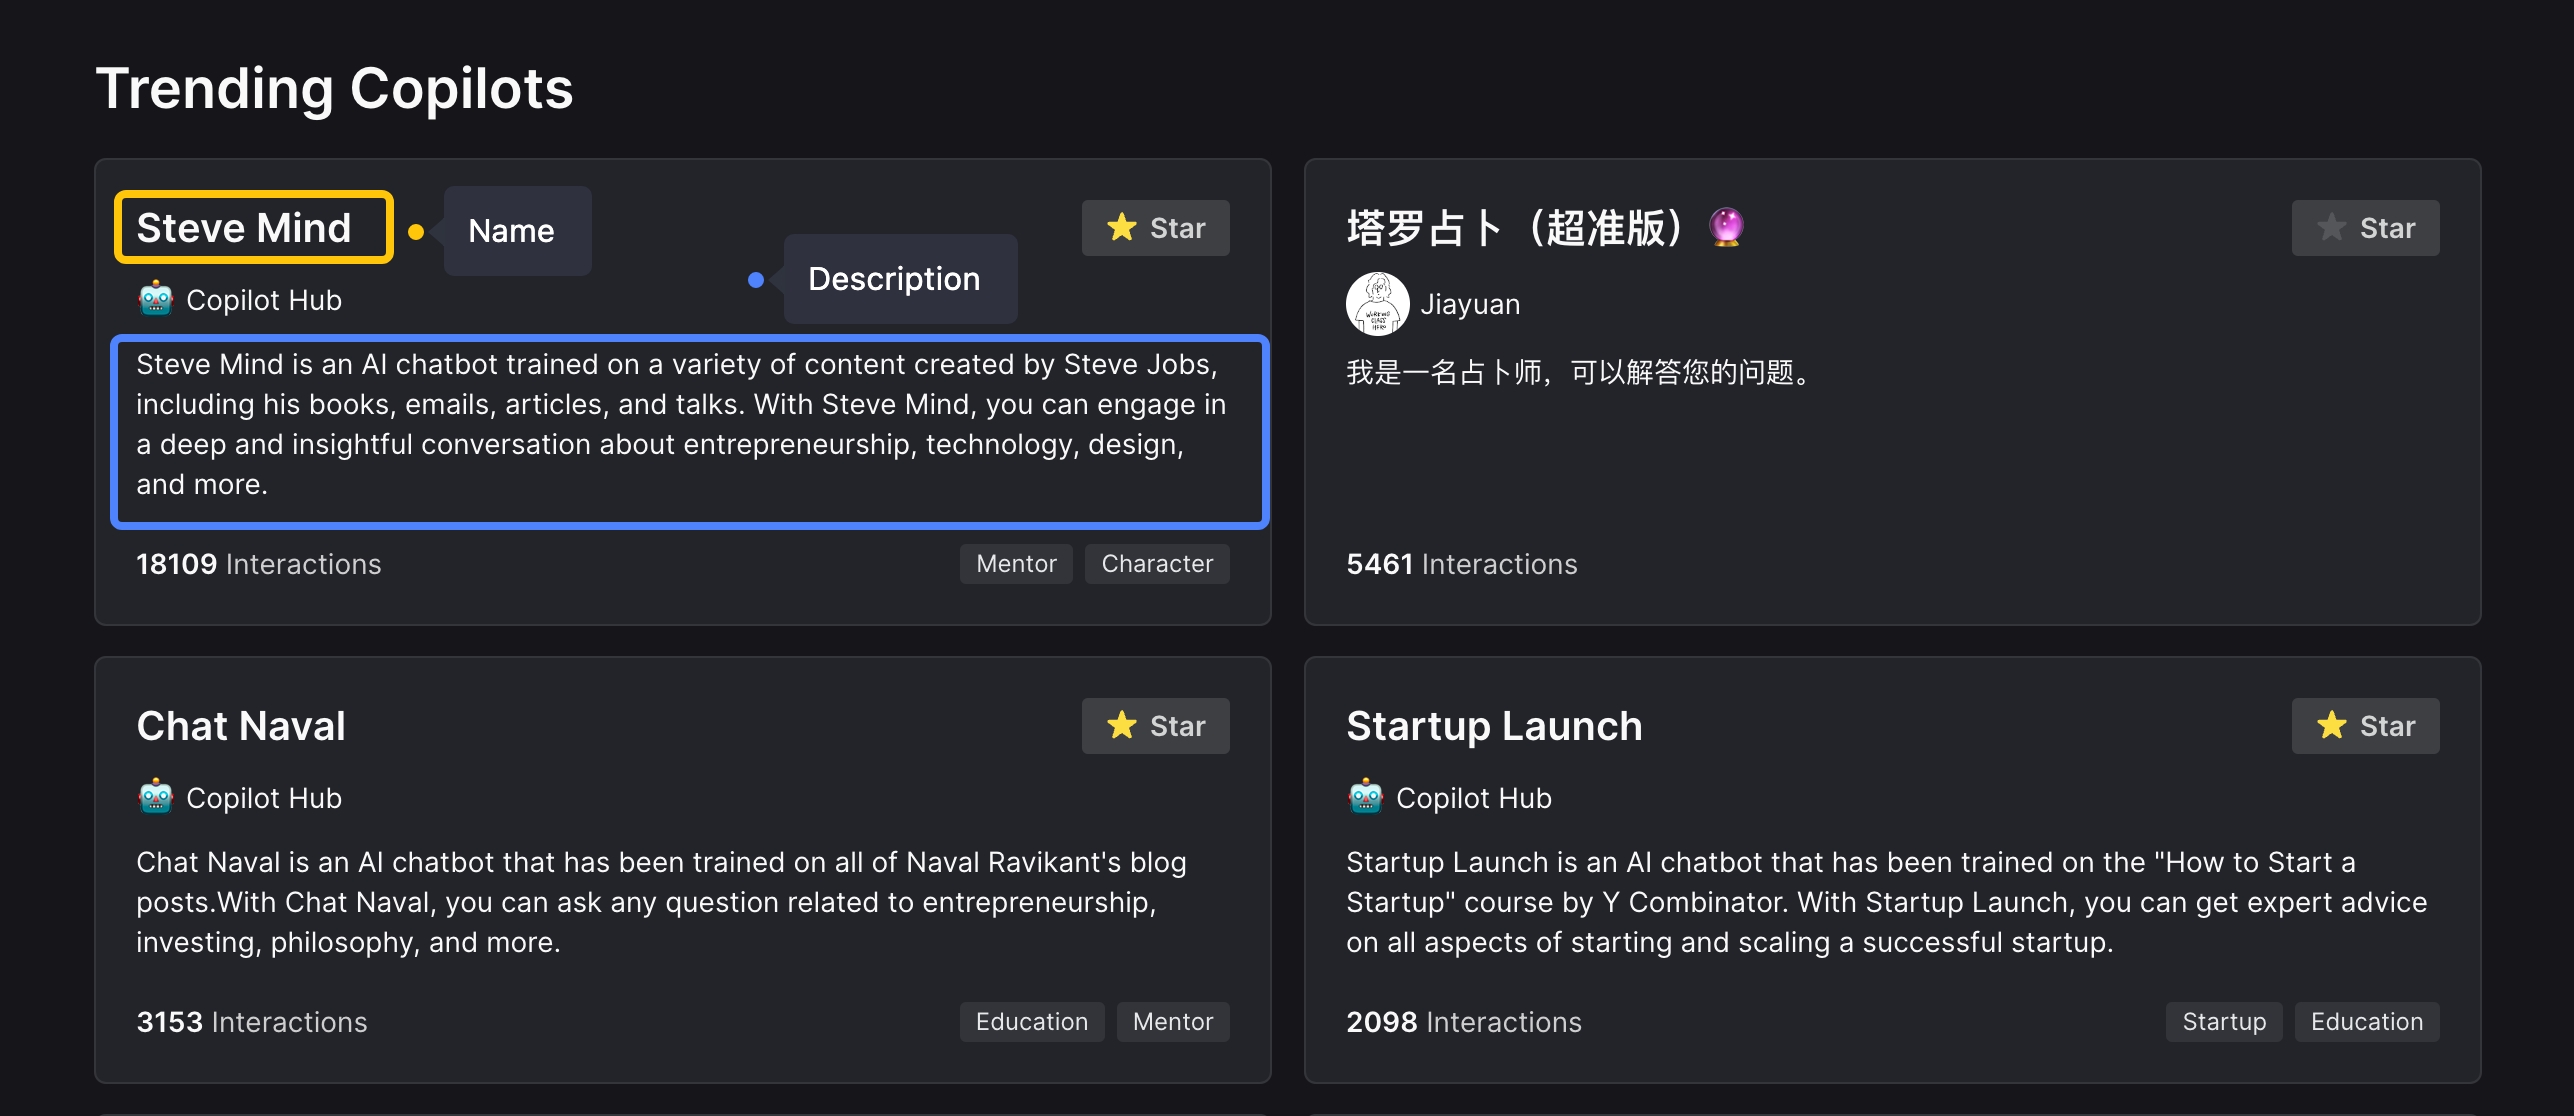 Trending Copilots
Steve Mind
Name
⭐ Star
Description
🤖 Copilot Hub
Steve Mind is an AI chatbot trained on a variety of content created by Steve Jobs,
including his books, emails, articles, and talks. With Steve Mind, you can engage in
a deep and insightful conversation about entrepreneurship, technology, design,
and more.
18109 Interactions
Mentor
Character
塔罗占卜（超准版）🔮
Star
WORKING
CLASS
HERO
Jiayuan
我是一名占卜师，可以解答您的问题。
5461 Interactions
Chat Naval
⭐ Star
🤖 Copilot Hub
Chat Naval is an AI chatbot that has been trained on all of Naval Ravikant's blog
posts.With Chat Naval, you can ask any question related to entrepreneurship,
investing, philosophy, and more.
3153 Interactions
Education
Mentor
Startup Launch
⭐ Star
🤖 Copilot Hub
Startup Launch is an AI chatbot that has been trained on the "How to Start a
Startup" course by Y Combinator. With Startup Launch, you can get expert advice
on all aspects of starting and scaling a successful startup.
2098 Interactions
Startup
Education